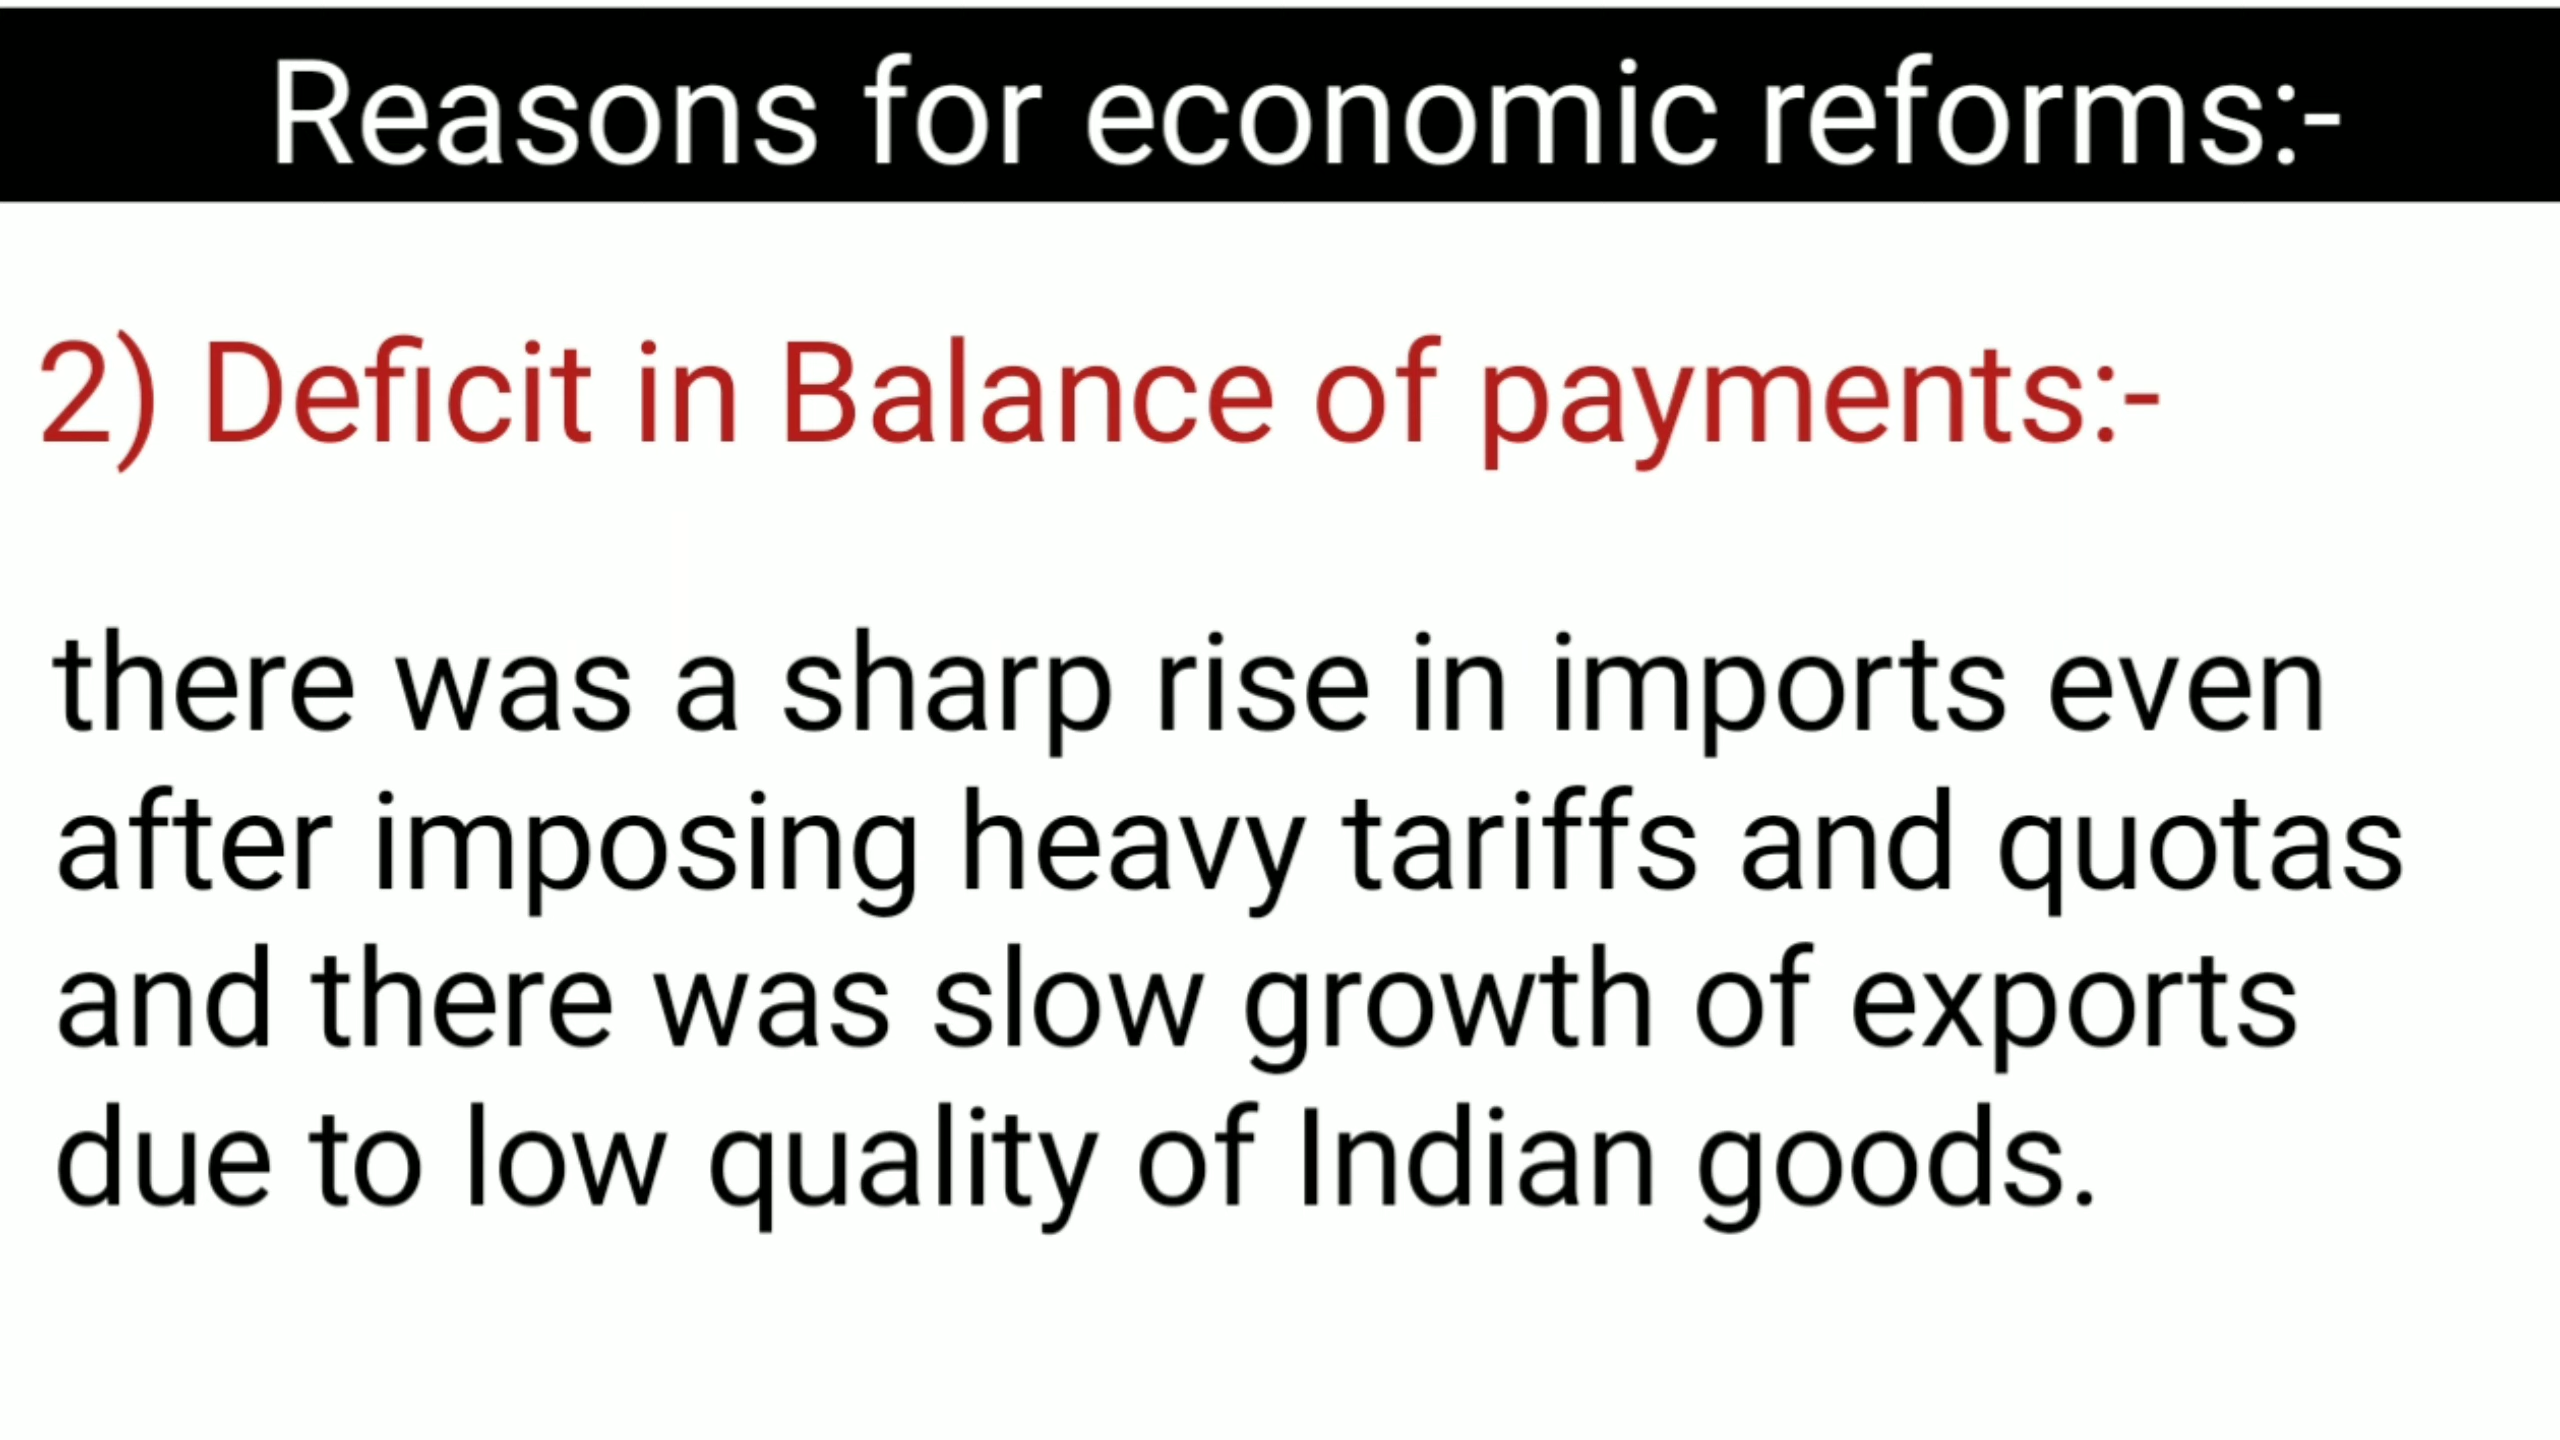 Reasons for economic reforms:-
2) Deficit in Balance of payments:-
there was a sharp rise in imports even
after imposing heavy tariffs and quotas
and there was slow growth of exports
due to low quality of Indian goods.